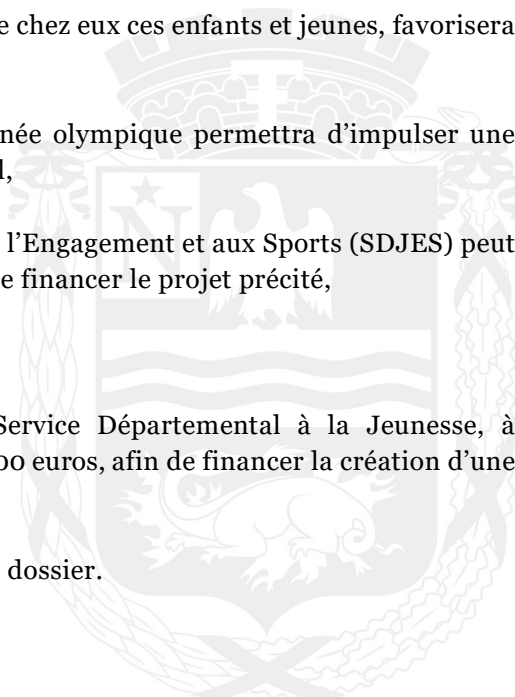 e chez eux ces enfants et jeunes, favorisera
née olympique permettra d’impulser une
l,
l’Engagement et aux Sports (SDJES) peut
e financer le projet précité,
Service Départemental à la Jeunesse, à
00 euros, afin de financer la création d’une
dossier.
N